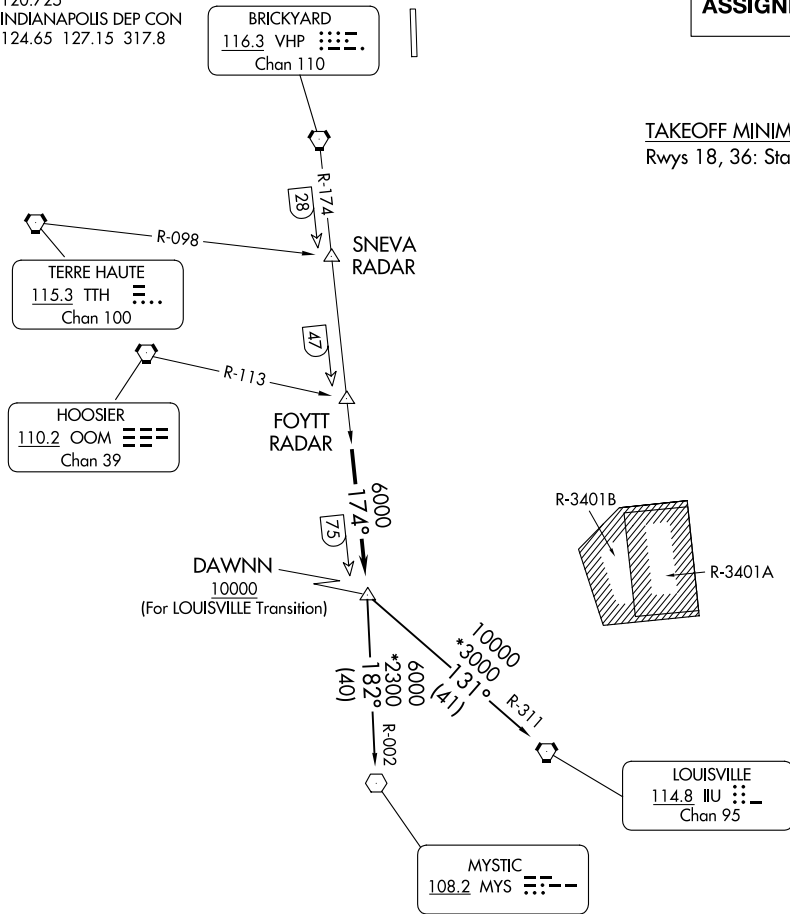 INDIANAPOLIS DEP CON
124.65 127.15 317.8
BRICKYARD
116.3 VHP
Chan 110
TAKEOFF MINIM
Rwys 18, 36: Sta
R-174
28
SNEVA
RADAR
R-098
TERRE HAUTE
115.3 TTH
Chan 100
47
R-113
HOOSIER
110.2 OOM
Chan 39
FOYTT
RADAR
6000
174°
75
R-3401B
R-3401A
DAWNN
10000
(For LOUISVILLE Transition)
10000
*3000
131°
(41)
R-311
6000
*2300
182°
(40)
R-002
LOUISVILLE
114.8 IIU
Chan 95
MYSTIC
108.2 MYS